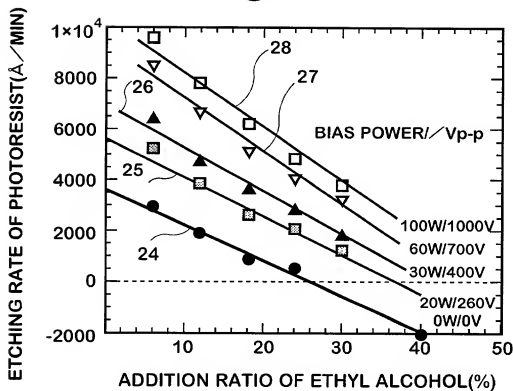 ETCHING RATE OF PHOTORESIST(Å/MIN)
1×10⁴
8000
6000
4000
2000
0
-2000
28
27
26
25
24
BIAS POWER/Vp-p
100W/1000V
60W/700V
30W/400V
20W/260V
0W/0V
0
10
20
30
40
50
ADDITION RATIO OF ETHYL ALCOHOL(%)